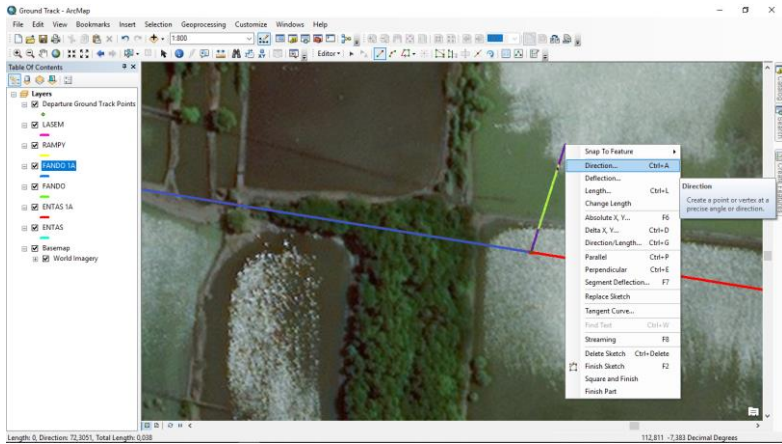 Ground Track - ArcMap
File Edit View Bookmarks Insert Selection Geoprocessing Customize Windows Help
1:800
Editor
Table Of Contents
Layers
Departure Ground Track Points
LASEM
RAMPY
FANDO 1A
FANDO
ENTAS 1A
ENTAS
Basemap
World Imagery
Snap To Feature
Direction... Ctrl+A
Deflection...
Length... Ctrl+L
Change Length
Absolute X, Y... F6
Delta X, Y... Ctrl+D
Direction/Length... Ctrl+G
Parallel Ctrl+P
Perpendicular Ctrl+E
Segment Deflection... F7
Replace Sketch
Tangent Curve...
Find Text Ctrl+W
Streaming F8
Delete Sketch Ctrl+Delete
Finish Sketch F2
Square and Finish
Finish Part
Direction
Create a point or vertex at a
precise angle or direction.
Catalog
Search
Create Features
Length: 0, Direction: 72,3051, Total Length: 0,038
112,811 -7,383 Decimal Degrees